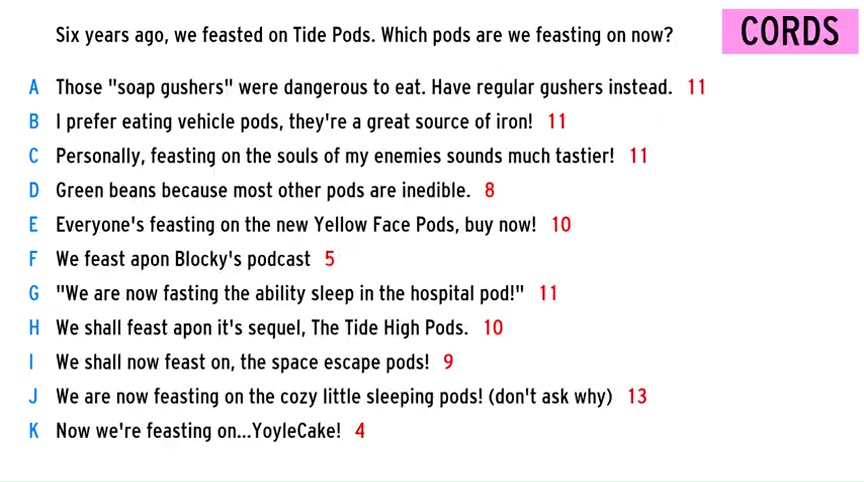 Six years ago, we feasted on Tide Pods. Which pods are we feasting on now?
CORDS
A Those "soap gushers" were dangerous to eat. Have regular gushers instead. 11
B I prefer eating vehicle pods, they're a great source of iron! 11
C Personally, feasting on the souls of my enemies sounds much tastier! 11
D Green beans because most other pods are inedible. 8
E Everyone's feasting on the new Yellow Face Pods, buy now! 10
F We feast apon Blocky's podcast 5
G "We are now fasting the ability sleep in the hospital pod!" 11
H We shall feast apon it's sequel, The Tide High Pods. 10
I We shall now feast on, the space escape pods! 9
J We are now feasting on the cozy little sleeping pods! (don't ask why) 13
K Now we're feasting on...YoyleCake! 4